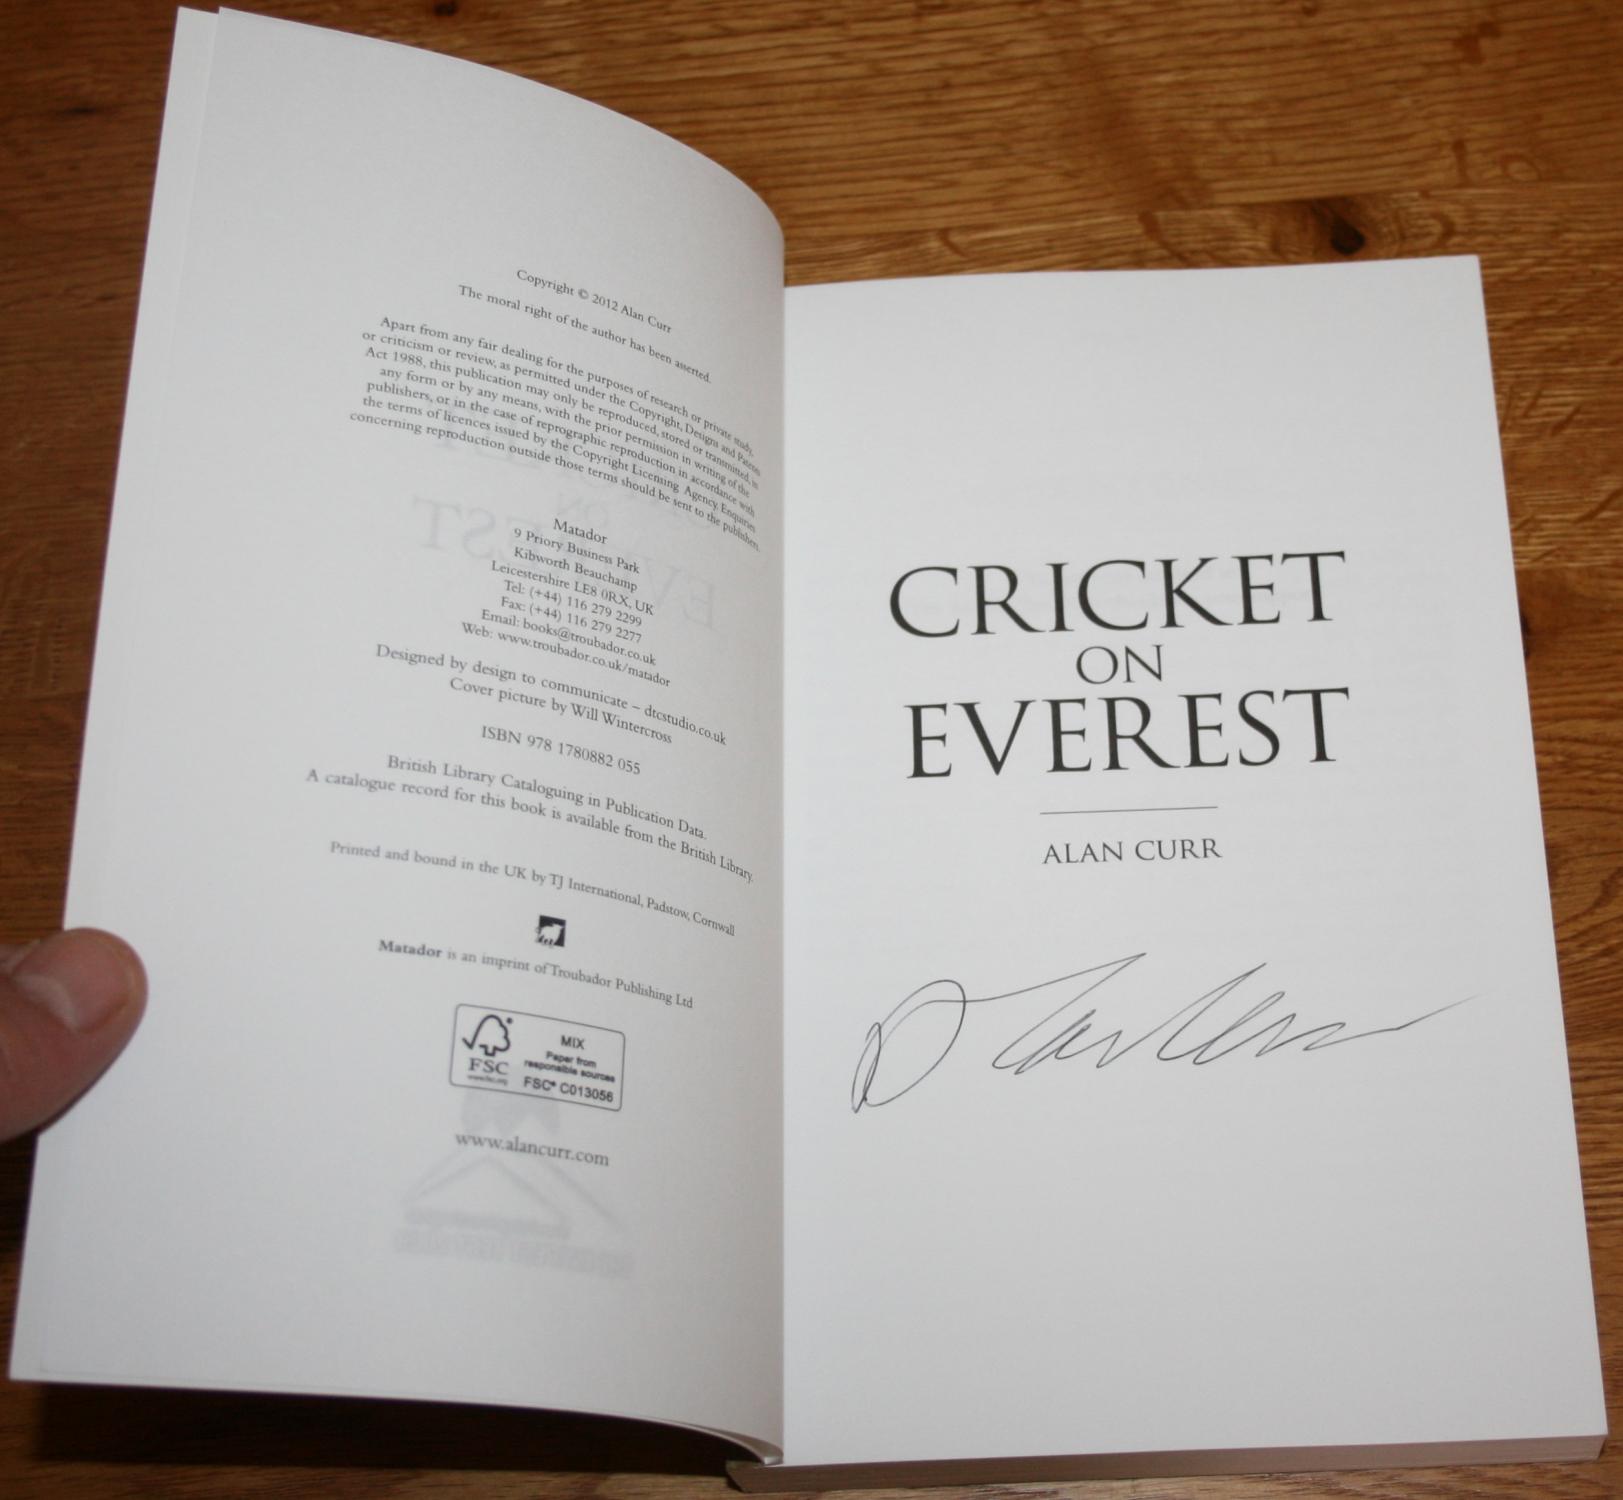 Copyright © 2012 Alan Curr
The moral right of the author has been asserted.
Apart from any fair dealing for the purposes of research or private study,
or criticism or review, as permitted under the Copyright, Designs and Patents
Act 1988, this publication may only be reproduced, stored or transmitted, in
any form or by any means, with the prior permission in writing of the
publishers, or in the case of reprographic reproduction in accordance with
the terms of licences issued by the Copyright Licensing Agency. Enquiries
concerning reproduction outside those terms should be sent to the publishers.
Matador
9 Priory Business Park
Kibworth Beauchamp
Leicestershire LE8 0RX, UK
Tel: (+44) 116 279 2299
Fax: (+44) 116 279 2277
Email: books@troubador.co.uk
Web: www.troubador.co.uk/matador
Designed by design to communicate – dtcstudio.co.uk
Cover picture by Will Wintercross
ISBN 978 1780882 055
British Library Cataloguing in Publication Data.
A catalogue record for this book is available from the British Library.
Printed and bound in the UK by TJ International, Padstow, Cornwall
Matador is an imprint of Troubador Publishing Ltd
FSC
www.fsc.org
MIX
Paper from
responsible sources
FSC® C013056
www.alancurr.com
CRICKET
ON
EVEREST
ALAN CURR